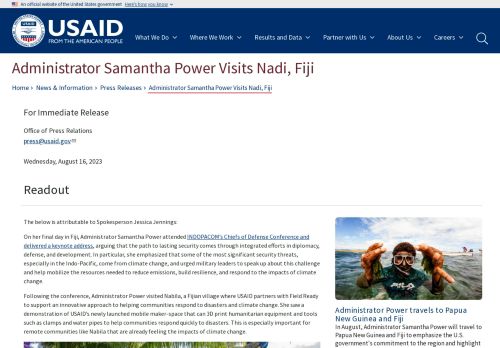 An official website of the United States government Here's how you know
USAID
FROM THE AMERICAN PEOPLE
What We Do
Where We Work
Results and Data
Partner with Us
About Us
Careers
Administrator Samantha Power Visits Nadi, Fiji
Home › News & Information › Press Releases › Administrator Samantha Power Visits Nadi, Fiji
For Immediate Release
Office of Press Relations
press@usaid.gov
Wednesday, August 16, 2023
Readout
The below is attributable to Spokesperson Jessica Jennings:
On her final day in Fiji, Administrator Samantha Power attended INDOPACOM's Chiefs of Defense Conference and
delivered a keynote address, arguing that the path to lasting security comes through integrated efforts in diplomacy,
defense, and development. In particular, she emphasized that some of the most significant security threats,
especially in the Indo-Pacific, come from climate change, and urged military leaders to speak up about this challenge
and help mobilize the resources needed to reduce emissions, build resilience, and respond to the impacts of climate
change.
Following the conference, Administrator Power visited Nabila, a Fijian village where USAID partners with Field Ready
to support an innovative approach to helping communities respond to disasters and climate change. She saw a
demonstration of USAID's newly launched mobile maker-space that can 3D print humanitarian equipment and tools
such as clamps and water pipes to help communities respond quickly to disasters. This is especially important for
remote communities like Nabila that are already feeling the impacts of climate change.
Administrator Power travels to Papua
New Guinea and Fiji
In August, Administrator Samantha Power will travel to
Papua New Guinea and Fiji to emphasize the U.S.
government's commitment to the region and highlight